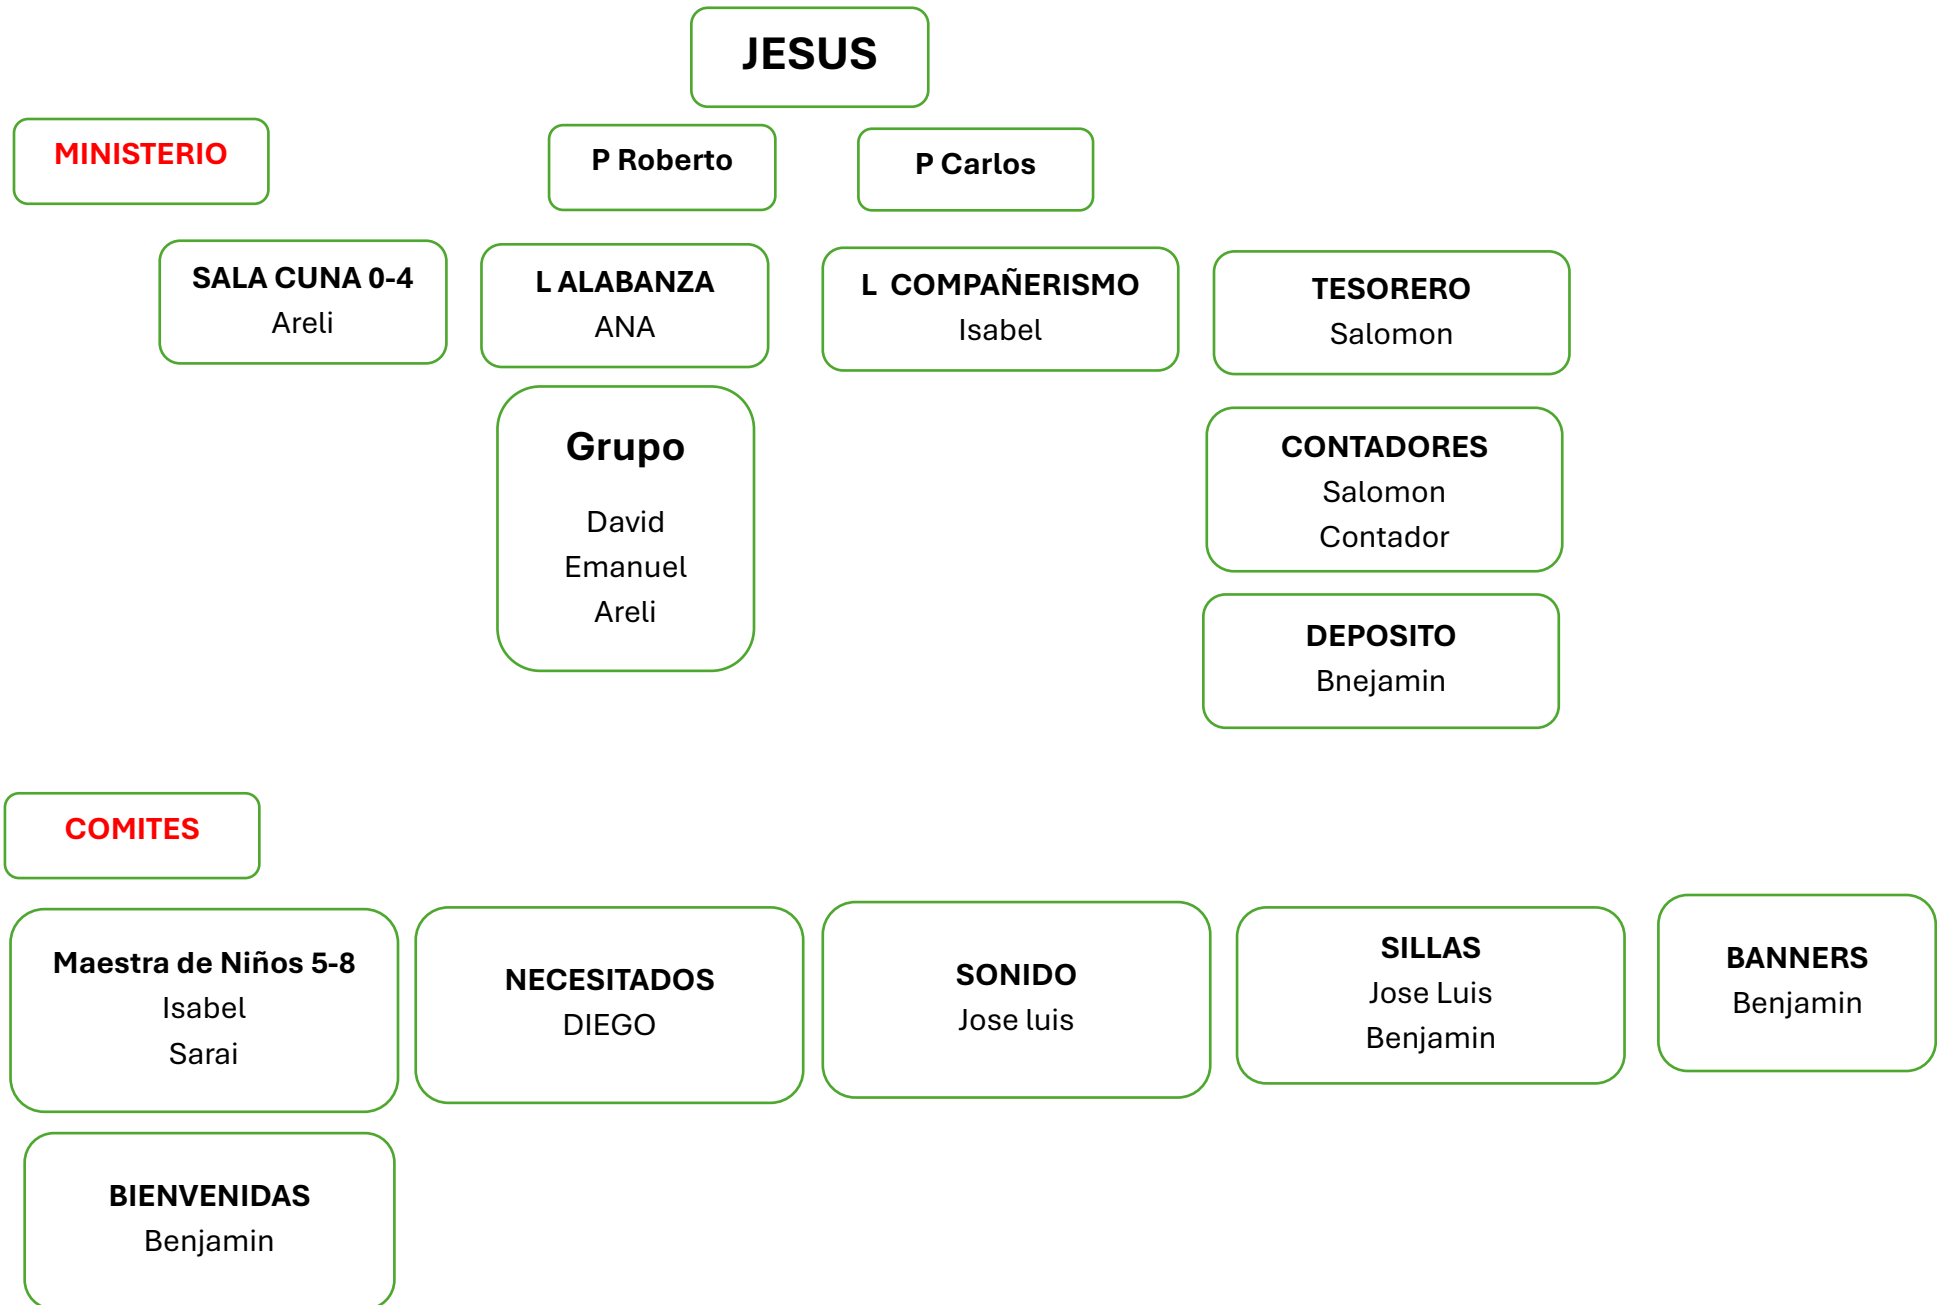 JESUS
MINISTERIO
P Roberto
P Carlos
SALA CUNA 0-4
Areli
L ALABANZA
ANA
L  COMPAÑERISMO
Isabel
TESORERO
Salomon
Grupo
David
Emanuel
Areli
CONTADORES
Salomon
Contador
DEPOSITO
Bnejamin
COMITES
Maestra de Niños 5-8
Isabel
Sarai
NECESITADOS
DIEGO
SONIDO
Jose luis
SILLAS
Jose Luis
Benjamin
BANNERS
Benjamin
BIENVENIDAS
Benjamin